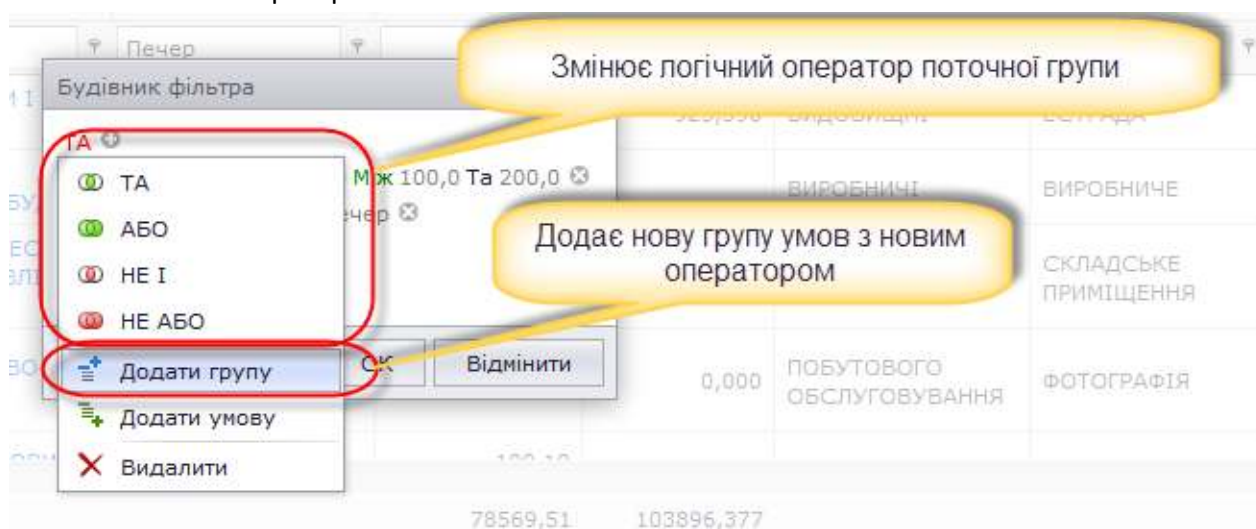 Печер
Змінює логічний оператор поточної групи
Будівник фільтра
ТА
ТА
Між 100,0 Та 200,0
ВИРОБНИЧІ
ВИРОБНИЧЕ
АБО
Додає нову групу умов з новим
оператором
НЕ І
СКЛАДСЬКЕ
ПРИМІЩЕННЯ
НЕ АБО
Додати групу
ОК
Відмінити
0,000
ПОБУТОВОГО
ОБСЛУГОВУВАННЯ
ФОТОГРАФІЯ
Додати умову
Видалити
78569,51
103896,377